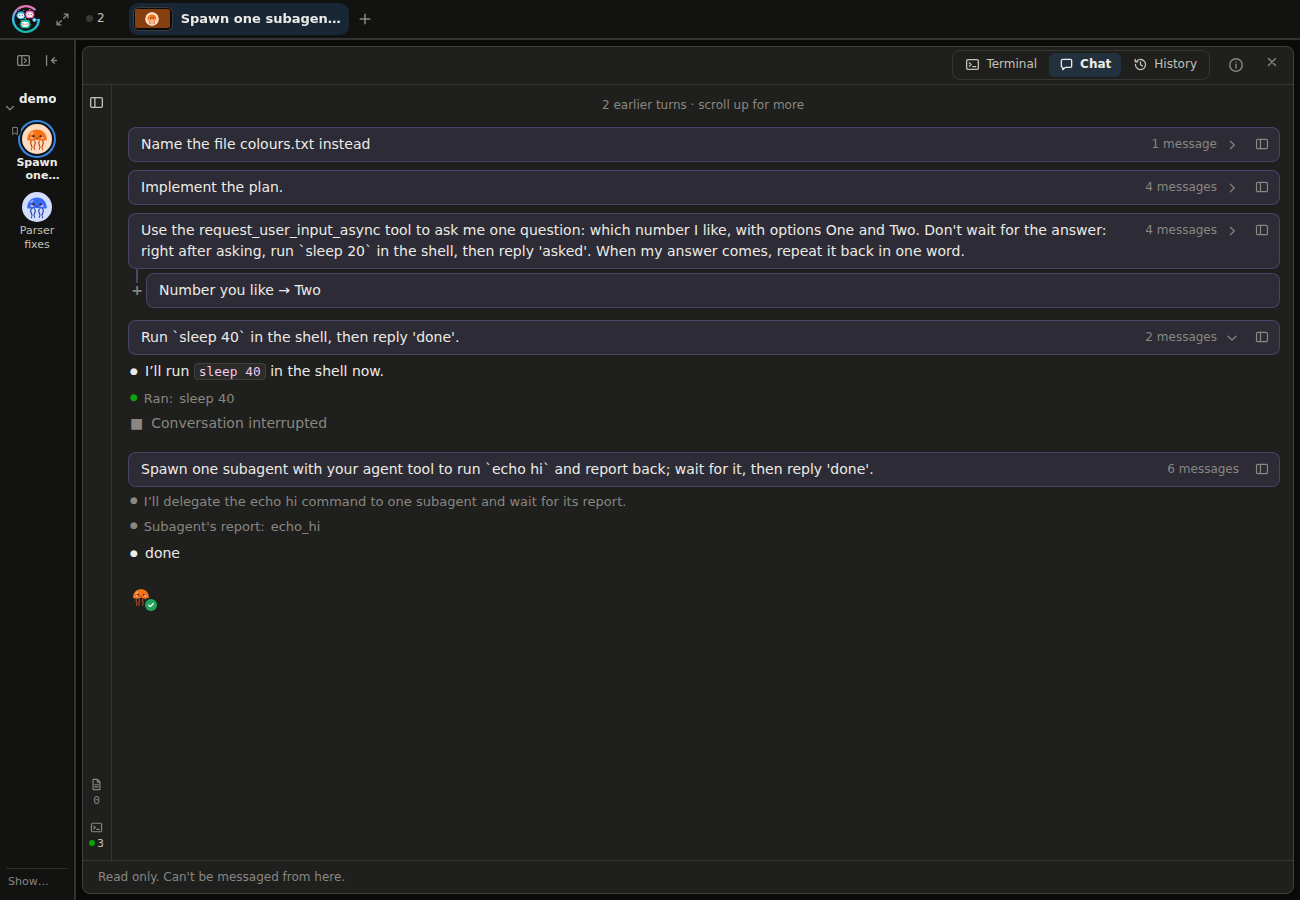 2
Spawn one subagen...
Terminal
Chat
History
demo
Spawn
one...
Parser
fixes
Show...
2 earlier turns · scroll up for more
Name the file colours.txt instead
1 message
Implement the plan.
4 messages
Use the request_user_input_async tool to ask me one question: which number I like, with options One and Two. Don't wait for the answer:
right after asking, run `sleep 20` in the shell, then reply 'asked'. When my answer comes, repeat it back in one word.
4 messages
Number you like → Two
Run `sleep 40` in the shell, then reply 'done'.
2 messages
I'll run sleep 40 in the shell now.
Ran: sleep 40
Conversation interrupted
Spawn one subagent with your agent tool to run `echo hi` and report back; wait for it, then reply 'done'.
6 messages
I'll delegate the echo hi command to one subagent and wait for its report.
Subagent's report: echo_hi
done
0
3
Read only. Can't be messaged from here.